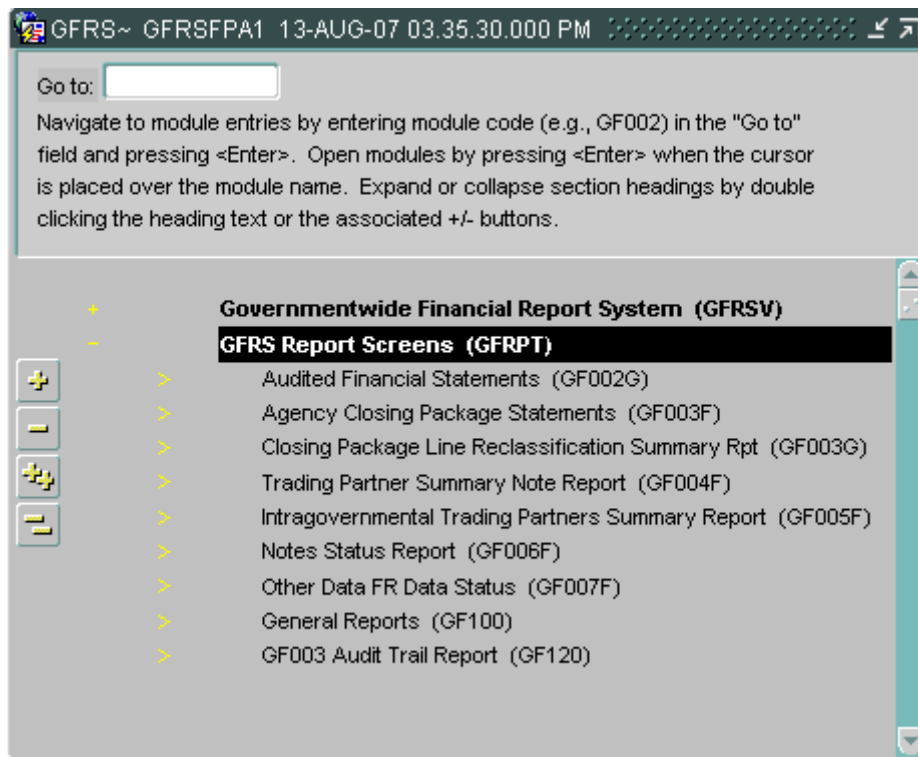 GFRS~ GFRSFPA1 13-AUG-07 03.35.30.000 PM
Go to:
Navigate to module entries by entering module code (e.g., GF002) in the "Go to"
field and pressing <Enter>. Open modules by pressing <Enter> when the cursor
is placed over the module name. Expand or collapse section headings by double
clicking the heading text or the associated +/- buttons.
+ Governmentwide Financial Report System (GFRSV)
- GFRS Report Screens (GFRPT)
> Audited Financial Statements (GF002G)
> Agency Closing Package Statements (GF003F)
> Closing Package Line Reclassification Summary Rpt (GF003G)
> Trading Partner Summary Note Report (GF004F)
> Intragovernmental Trading Partners Summary Report (GF005F)
> Notes Status Report (GF006F)
> Other Data FR Data Status (GF007F)
> General Reports (GF100)
> GF003 Audit Trail Report (GF120)